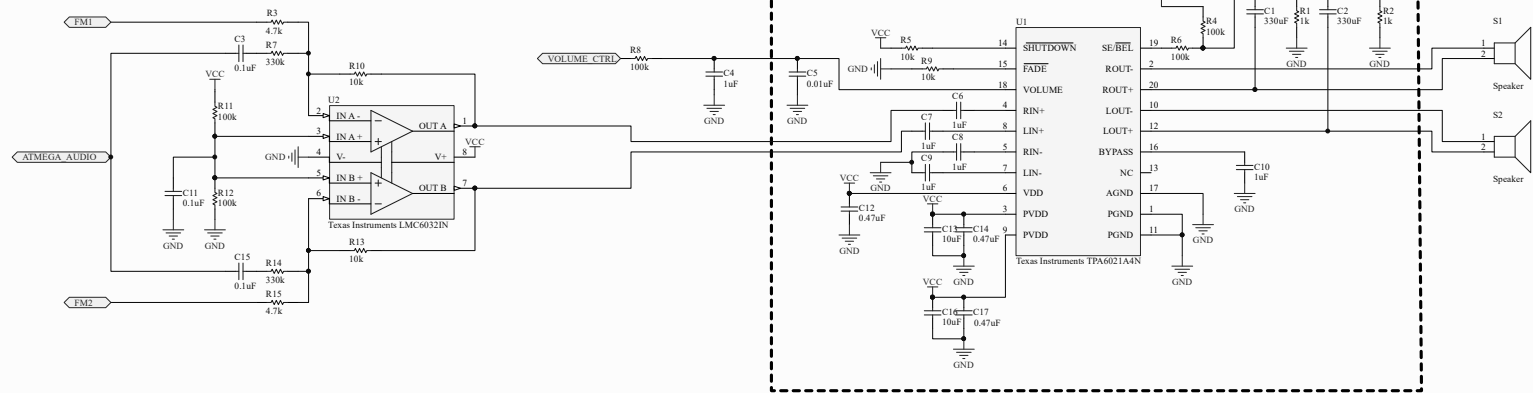 FM1
R3
4.7k
C3
0.1uF
R7
330k
VCC
R11
100k
R10
10k
U2
2
IN A -
3
IN A +
OUT A
1
VCC
GND
4
V-
V+
8
5
IN B +
OUT B
7
6
IN B -
Texas Instruments LMC6032IN
ATMEGA_AUDIO
C11
0.1uF
R12
100k
GND
GND
R13
10k
C15
0.1uF
R14
330k
R15
4.7k
FM2
VOLUME_CTRL
R8
100k
C4
1uF
GND
C5
0.01uF
GND
VCC
R5
10k
GND
R9
10k
C6
1uF
C7
1uF
C8
1uF
C9
1uF
GND
VCC
C12
0.47uF
GND
VCC
C13
10uF
C14
0.47uF
GND
VCC
C16
10uF
C17
0.47uF
GND
U1
14
SHUTDOWN
SE/BEL
19
15
FADE
ROUT-
2
18
VOLUME
ROUT+
20
4
RIN+
LOUT-
10
8
LIN+
LOUT+
12
5
RIN-
BYPASS
16
7
LIN-
NC
13
6
VDD
AGND
17
3
PVDD
PGND
1
9
PVDD
PGND
11
Texas Instruments TPA6021A4N
R4
100k
R6
100k
C1
330uF
R1
1k
GND
C2
330uF
R2
1k
GND
C10
1uF
GND
GND
GND
S1
1
2
Speaker
S2
1
2
Speaker